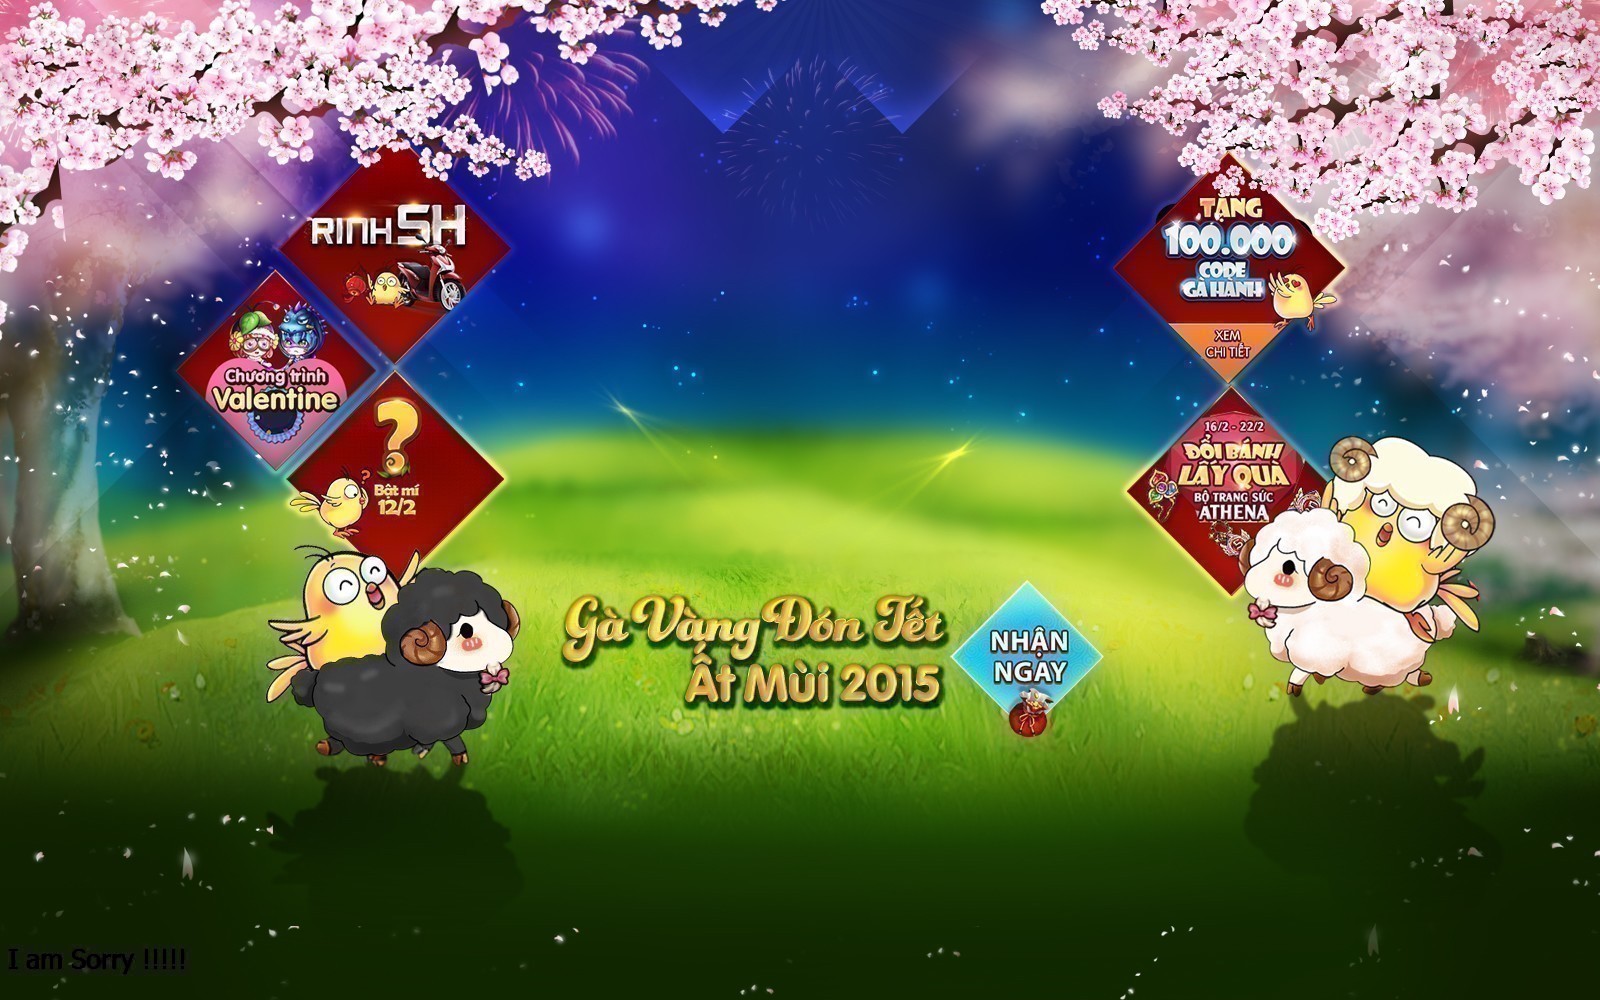 RINH SH
Chương trình
Valentine
?
Bật mí
12/2
TẶNG
100.000
CODE
GÀ HÀNH
XEM
CHI TIẾT
16/2 - 22/2
ĐỔI BÁNH
LẤY QUÀ
BỘ TRANG SỨC
ATHENA
Gà Vàng Đón Tết
Ất Mùi 2015
NHẬN
NGAY
I am Sorry !!!!!